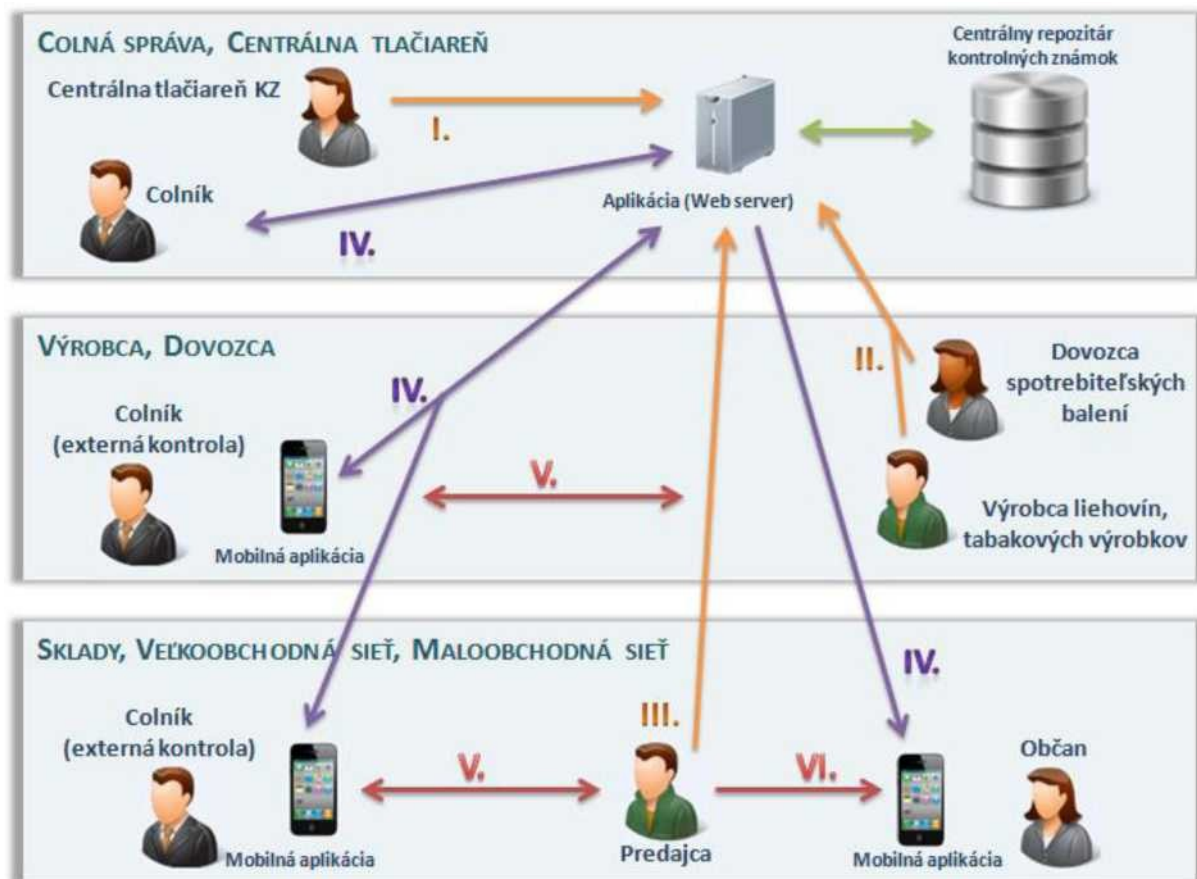 COLNÁ SPRÁVA, CENTRÁLNA TLAČIAREŇ
Centrálna tlačiareň KZ
I.
Centrálny repozitár
kontrolných známok
Colník
IV.
Aplikácia (Web server)
VÝROBCA, DOVOZCA
Colník
(externá kontrola)
Mobilná aplikácia
IV.
V.
II.
Dovozca
spotrebiteľských
balení
Výrobca liehovín,
tabakových výrobkov
SKLADY, VEĽKOOBCHODNÁ SIEŤ, MALOOBCHODNÁ SIEŤ
Colník
(externá kontrola)
Mobilná aplikácia
V.
III.
Predajca
VI.
IV.
Mobilná aplikácia
Občan